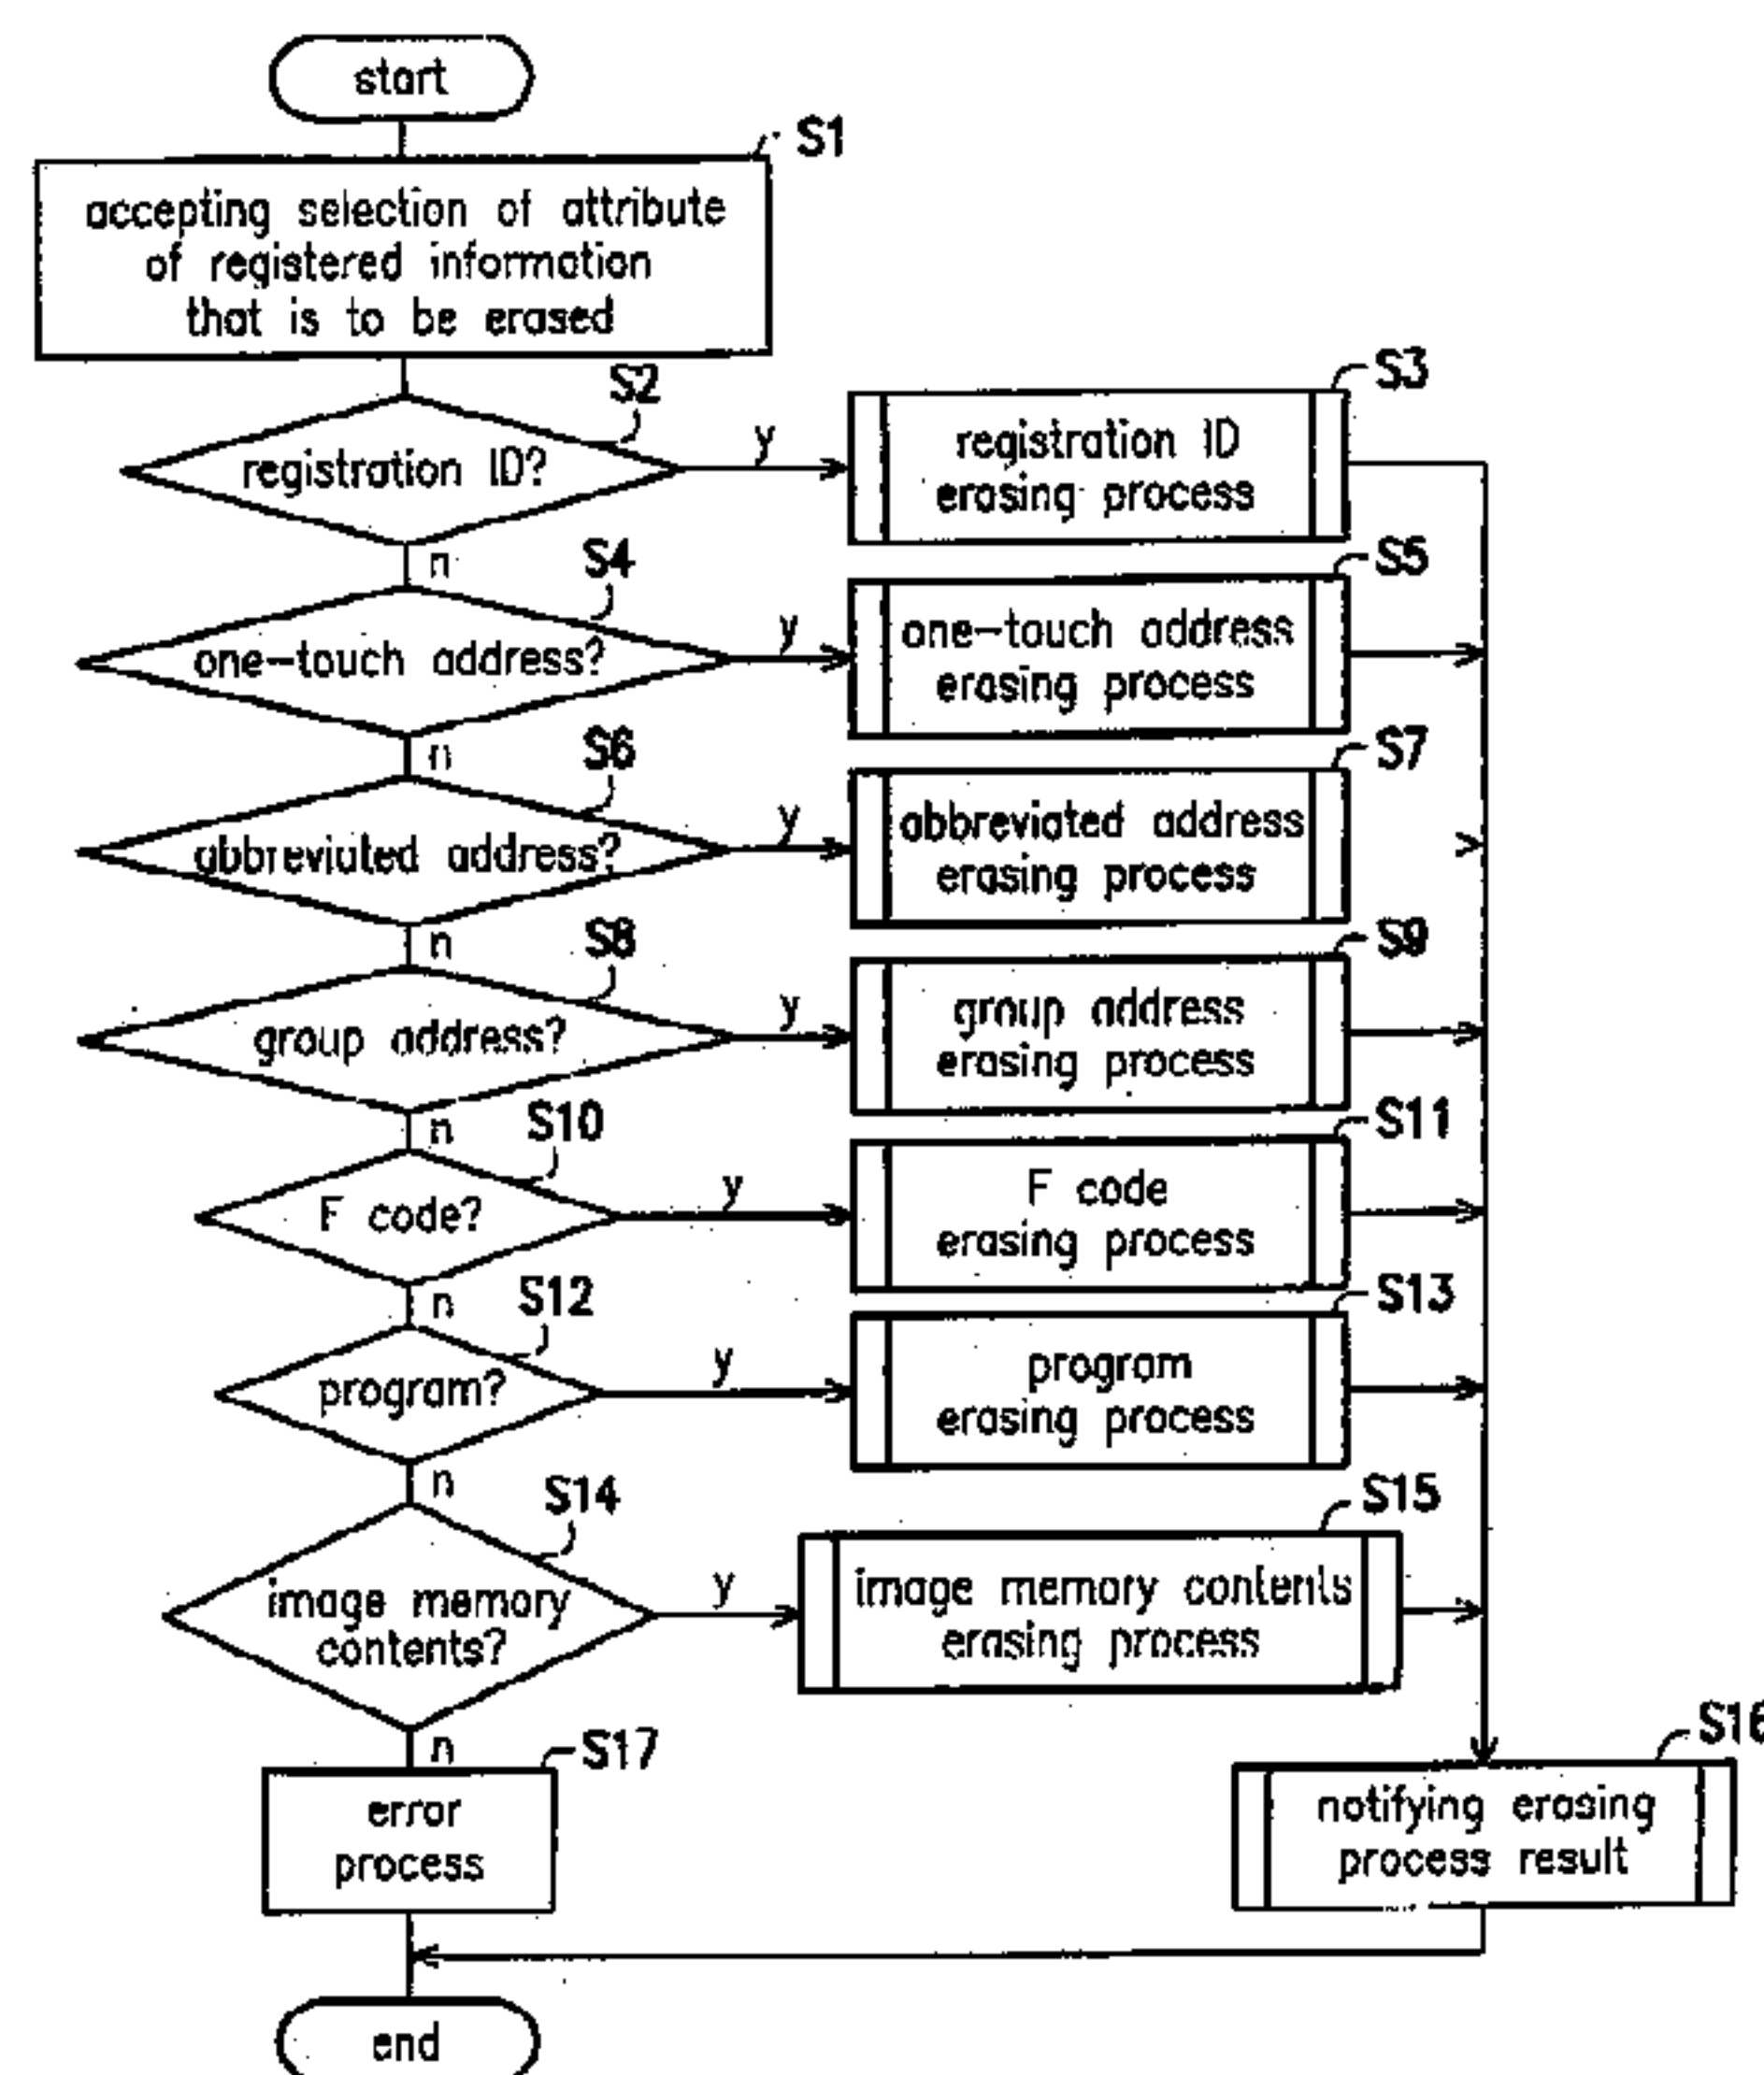 start
S1
accepting selection of attribute
of registered information
that is to be erased
S2
registration ID?
y
S3
registration ID
erasing process
n
S4
one-touch address?
y
S5
one-touch address
erasing process
n
S6
abbreviated address?
y
S7
abbreviated address
erasing process
n
S8
group address?
y
S9
group address
erasing process
n
S10
F code?
y
S11
F code
erasing process
n
S12
program?
y
S13
program
erasing process
n
S14
image memory
contents?
y
S15
image memory contents
erasing process
n
S17
error
process
S16
notifying erasing
process result
end